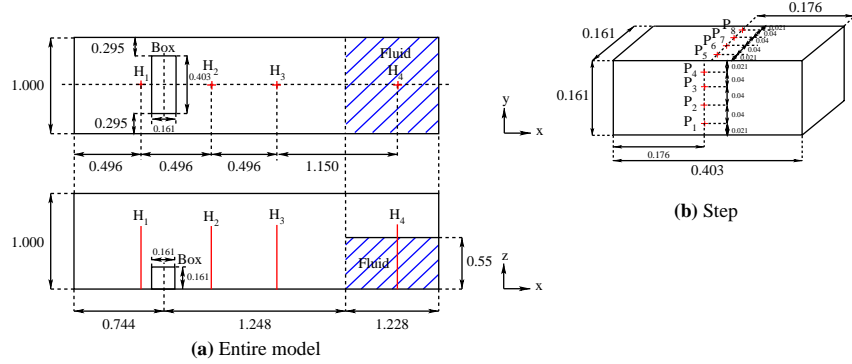 0.295
Box
Fluid
H1
H2
H3
H4
0.403
1.000
0.161
0.295
y
x
0.496
0.496
0.496
1.150
H1
H2
H3
H4
1.000
0.161
Box
0.161
Fluid
0.55
z
x
0.744
1.248
1.228
(a) Entire model
0.176
0.161
P8
P7
P6
P5
0.021
0.04
0.04
0.04
0.021
0.161
P4
P3
P2
P1
0.021
0.04
0.04
0.04
0.021
0.176
0.403
(b) Step